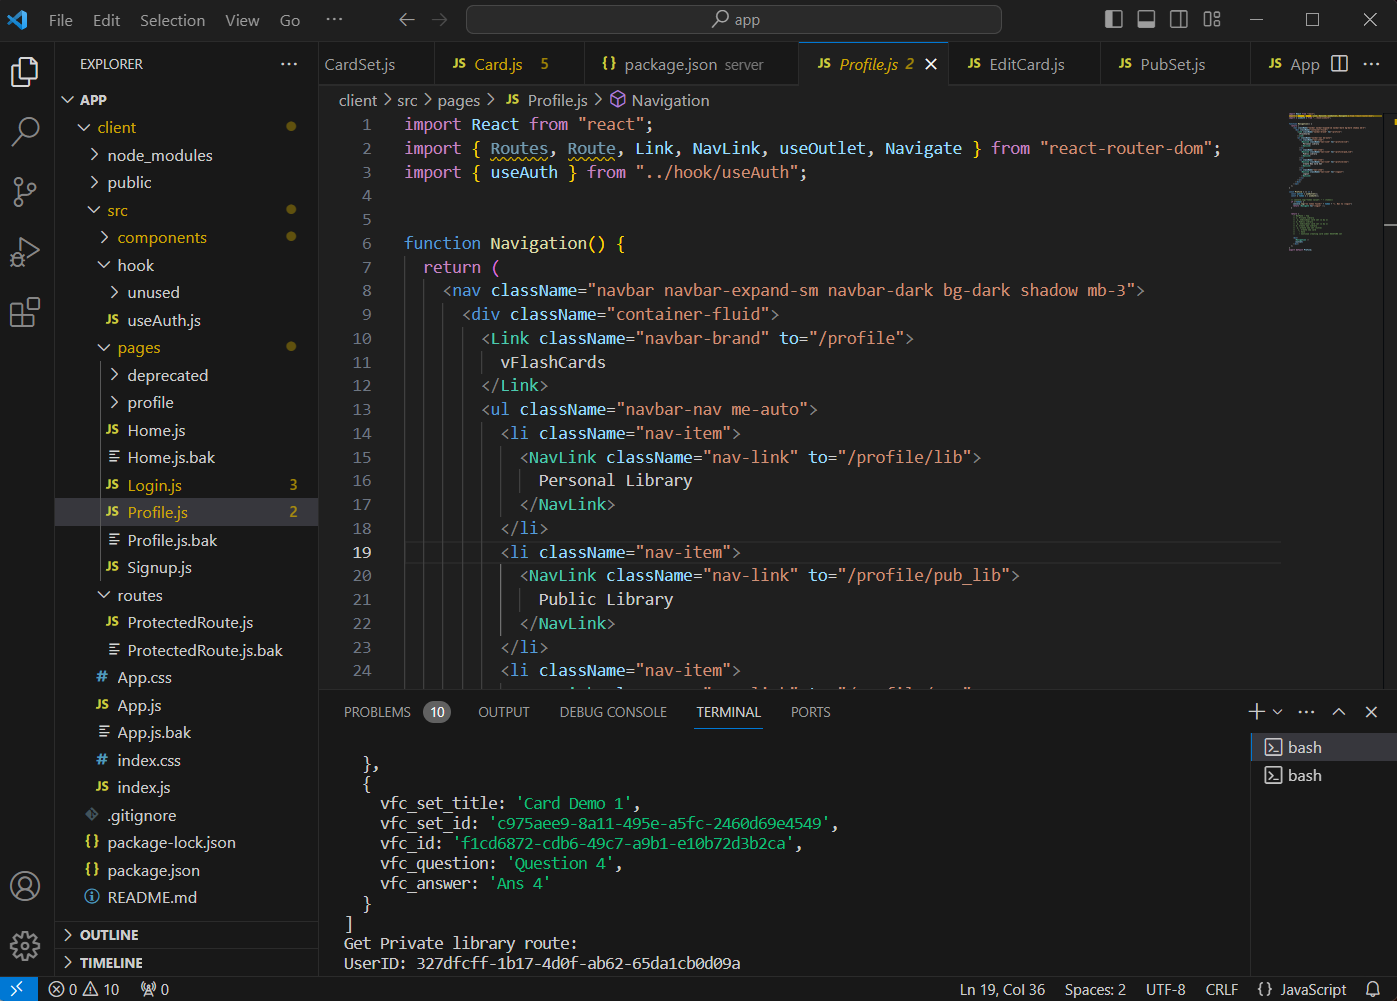 File Edit Selection View Go ··· app
EXPLORER ···
APP
client
node_modules
public
src
components
hook
unused
JS useAuth.js
pages
deprecated
profile
JS Home.js
Home.js.bak
JS Login.js 3
JS Profile.js 2
Profile.js.bak
JS Signup.js
routes
JS ProtectedRoute.js
ProtectedRoute.js.bak
# App.css
JS App.js
App.js.bak
# index.css
JS index.js
.gitignore
{} package-lock.json
{} package.json
README.md
OUTLINE
TIMELINE
CardSet.js JS Card.js 5 {} package.json server JS Profile.js 2 JS EditCard.js JS PubSet.js JS App ···
client > src > pages > JS Profile.js > Navigation
1 import React from "react";
2 import { Routes, Route, Link, NavLink, useOutlet, Navigate } from "react-router-dom";
3 import { useAuth } from "../hook/useAuth";
4
5
6 function Navigation() {
7 return (
8 <nav className="navbar navbar-expand-sm navbar-dark bg-dark shadow mb-3">
9 <div className="container-fluid">
10 <Link className="navbar-brand" to="/profile">
11 vFlashCards
12 </Link>
13 <ul className="navbar-nav me-auto">
14 <li className="nav-item">
15 <NavLink className="nav-link" to="/profile/lib">
16 Personal Library
17 </NavLink>
18 </li>
19 <li className="nav-item">
20 <NavLink className="nav-link" to="/profile/pub_lib">
21 Public Library
22 </NavLink>
23 </li>
24 <li className="nav-item">
PROBLEMS 10 OUTPUT DEBUG CONSOLE TERMINAL PORTS ···
},
{
vfc_set_title: 'Card Demo 1',
vfc_set_id: 'c975aee9-8a11-495e-a5fc-2460d69e4549',
vfc_id: 'f1cd6872-cdb6-49c7-a9b1-e10b72d3b2ca',
vfc_question: 'Question 4',
vfc_answer: 'Ans 4'
}
]
Get Private library route:
UserID: 327dfcff-1b17-4d0f-ab62-65da1cb0d09a
bash
bash
0 10 0 Ln 19, Col 36 Spaces: 2 UTF-8 CRLF {} JavaScript